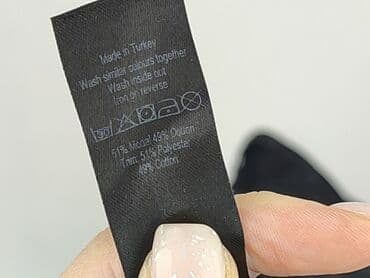 Made in Turkey
Wash similar colours together
Wash inside out
Iron or reverse
51% Modal 49% Cotton
Trim: 51% Polyester
49% Cotton